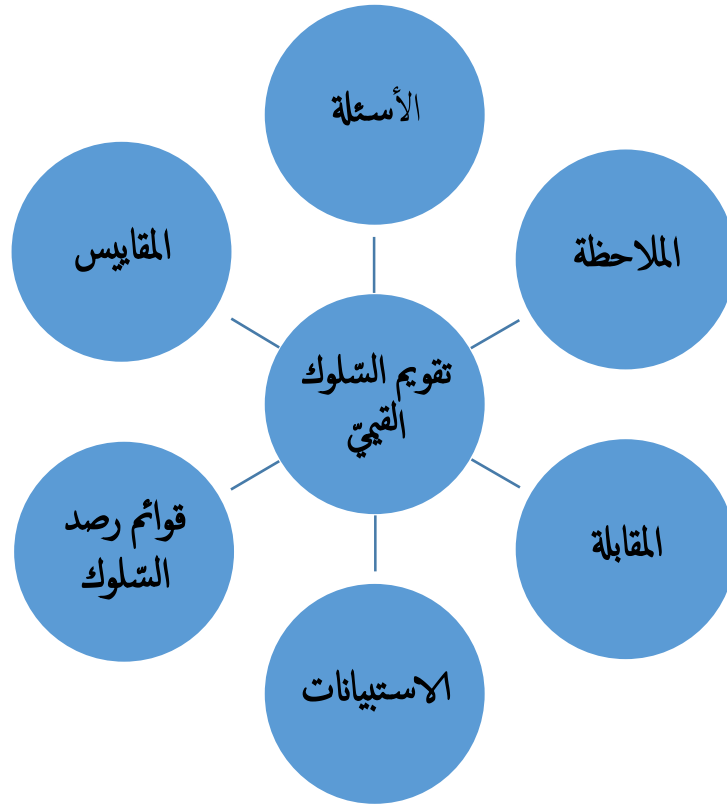 الأسئلة
الملاحظة
المقابلة
الاستبيانات
قوائم رصد
السّلوك
المقاييس
تقويم السّلوك
القيميّ